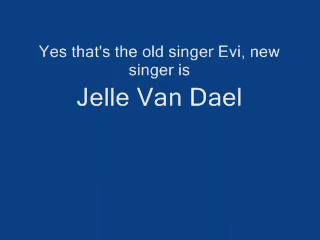 Yes that's the old singer Evi, new
singer is
Jelle Van Dael